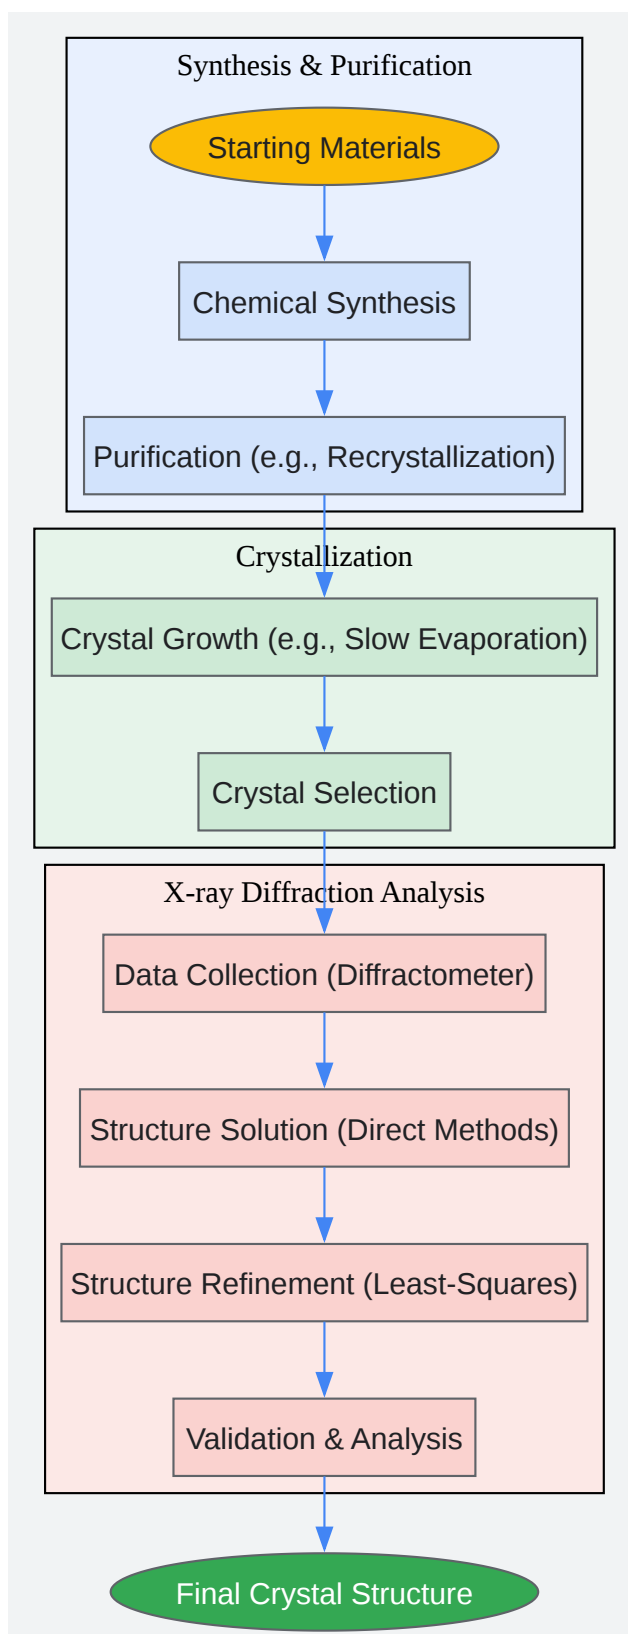 Synthesis & Purification
Starting Materials
Chemical Synthesis
Purification (e.g., Recrystallization)
Crystallization
Crystal Growth (e.g., Slow Evaporation)
Crystal Selection
X-ray Diffraction Analysis
Data Collection (Diffractometer)
Structure Solution (Direct Methods)
Structure Refinement (Least-Squares)
Validation & Analysis
Final Crystal Structure